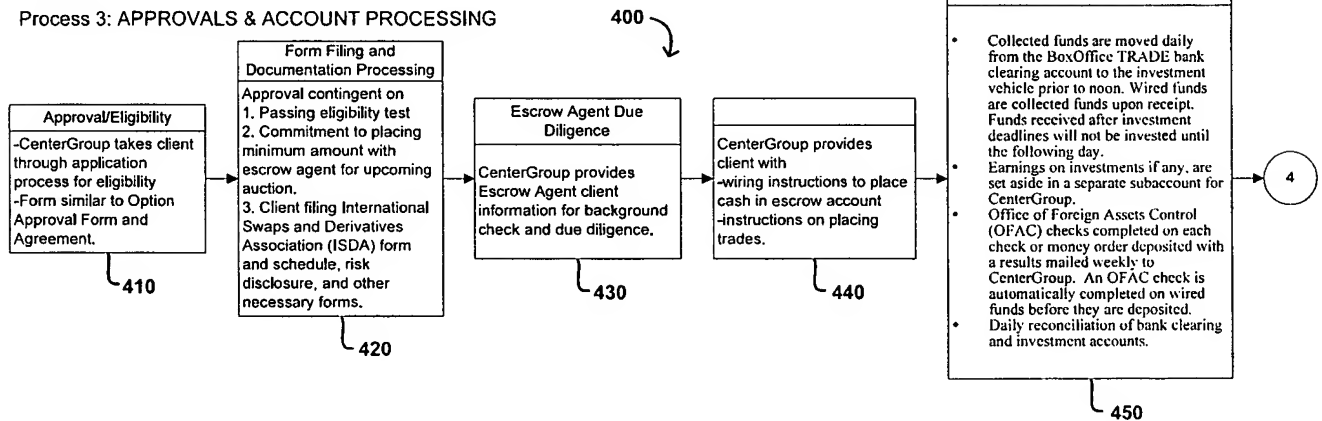 Process 3: APPROVALS & ACCOUNT PROCESSING
400
Approval/Eligibility
-CenterGroup takes client
through application
process for eligibility
-Form similar to Option
Approval Form and
Agreement.
410
Form Filing and
Documentation Processing
Approval contingent on
1. Passing eligibility test
2. Commitment to placing
minimum amount with
escrow agent for upcoming
auction.
3. Client filing International
Swaps and Derivatives
Association (ISDA) form
and schedule, risk
disclosure, and other
necessary forms.
420
Escrow Agent Due
Diligence
CenterGroup provides
Escrow Agent client
information for background
check and due diligence.
430
CenterGroup provides
client with
-wiring instructions to place
cash in escrow account
-instructions on placing
trades.
440
• Collected funds are moved daily
from the BoxOffice TRADE bank
clearing account to the investment
vehicle prior to noon. Wired funds
are collected funds upon receipt.
Funds received after investment
deadlines will not be invested until
the following day.
• Earnings on investments if any, are
set aside in a separate subaccount for
CenterGroup.
• Office of Foreign Assets Control
(OFAC) checks completed on each
check or money order deposited with
a results mailed weekly to
CenterGroup. An OFAC check is
automatically completed on wired
funds before they are deposited.
• Daily reconciliation of bank clearing
and investment accounts.
450
4